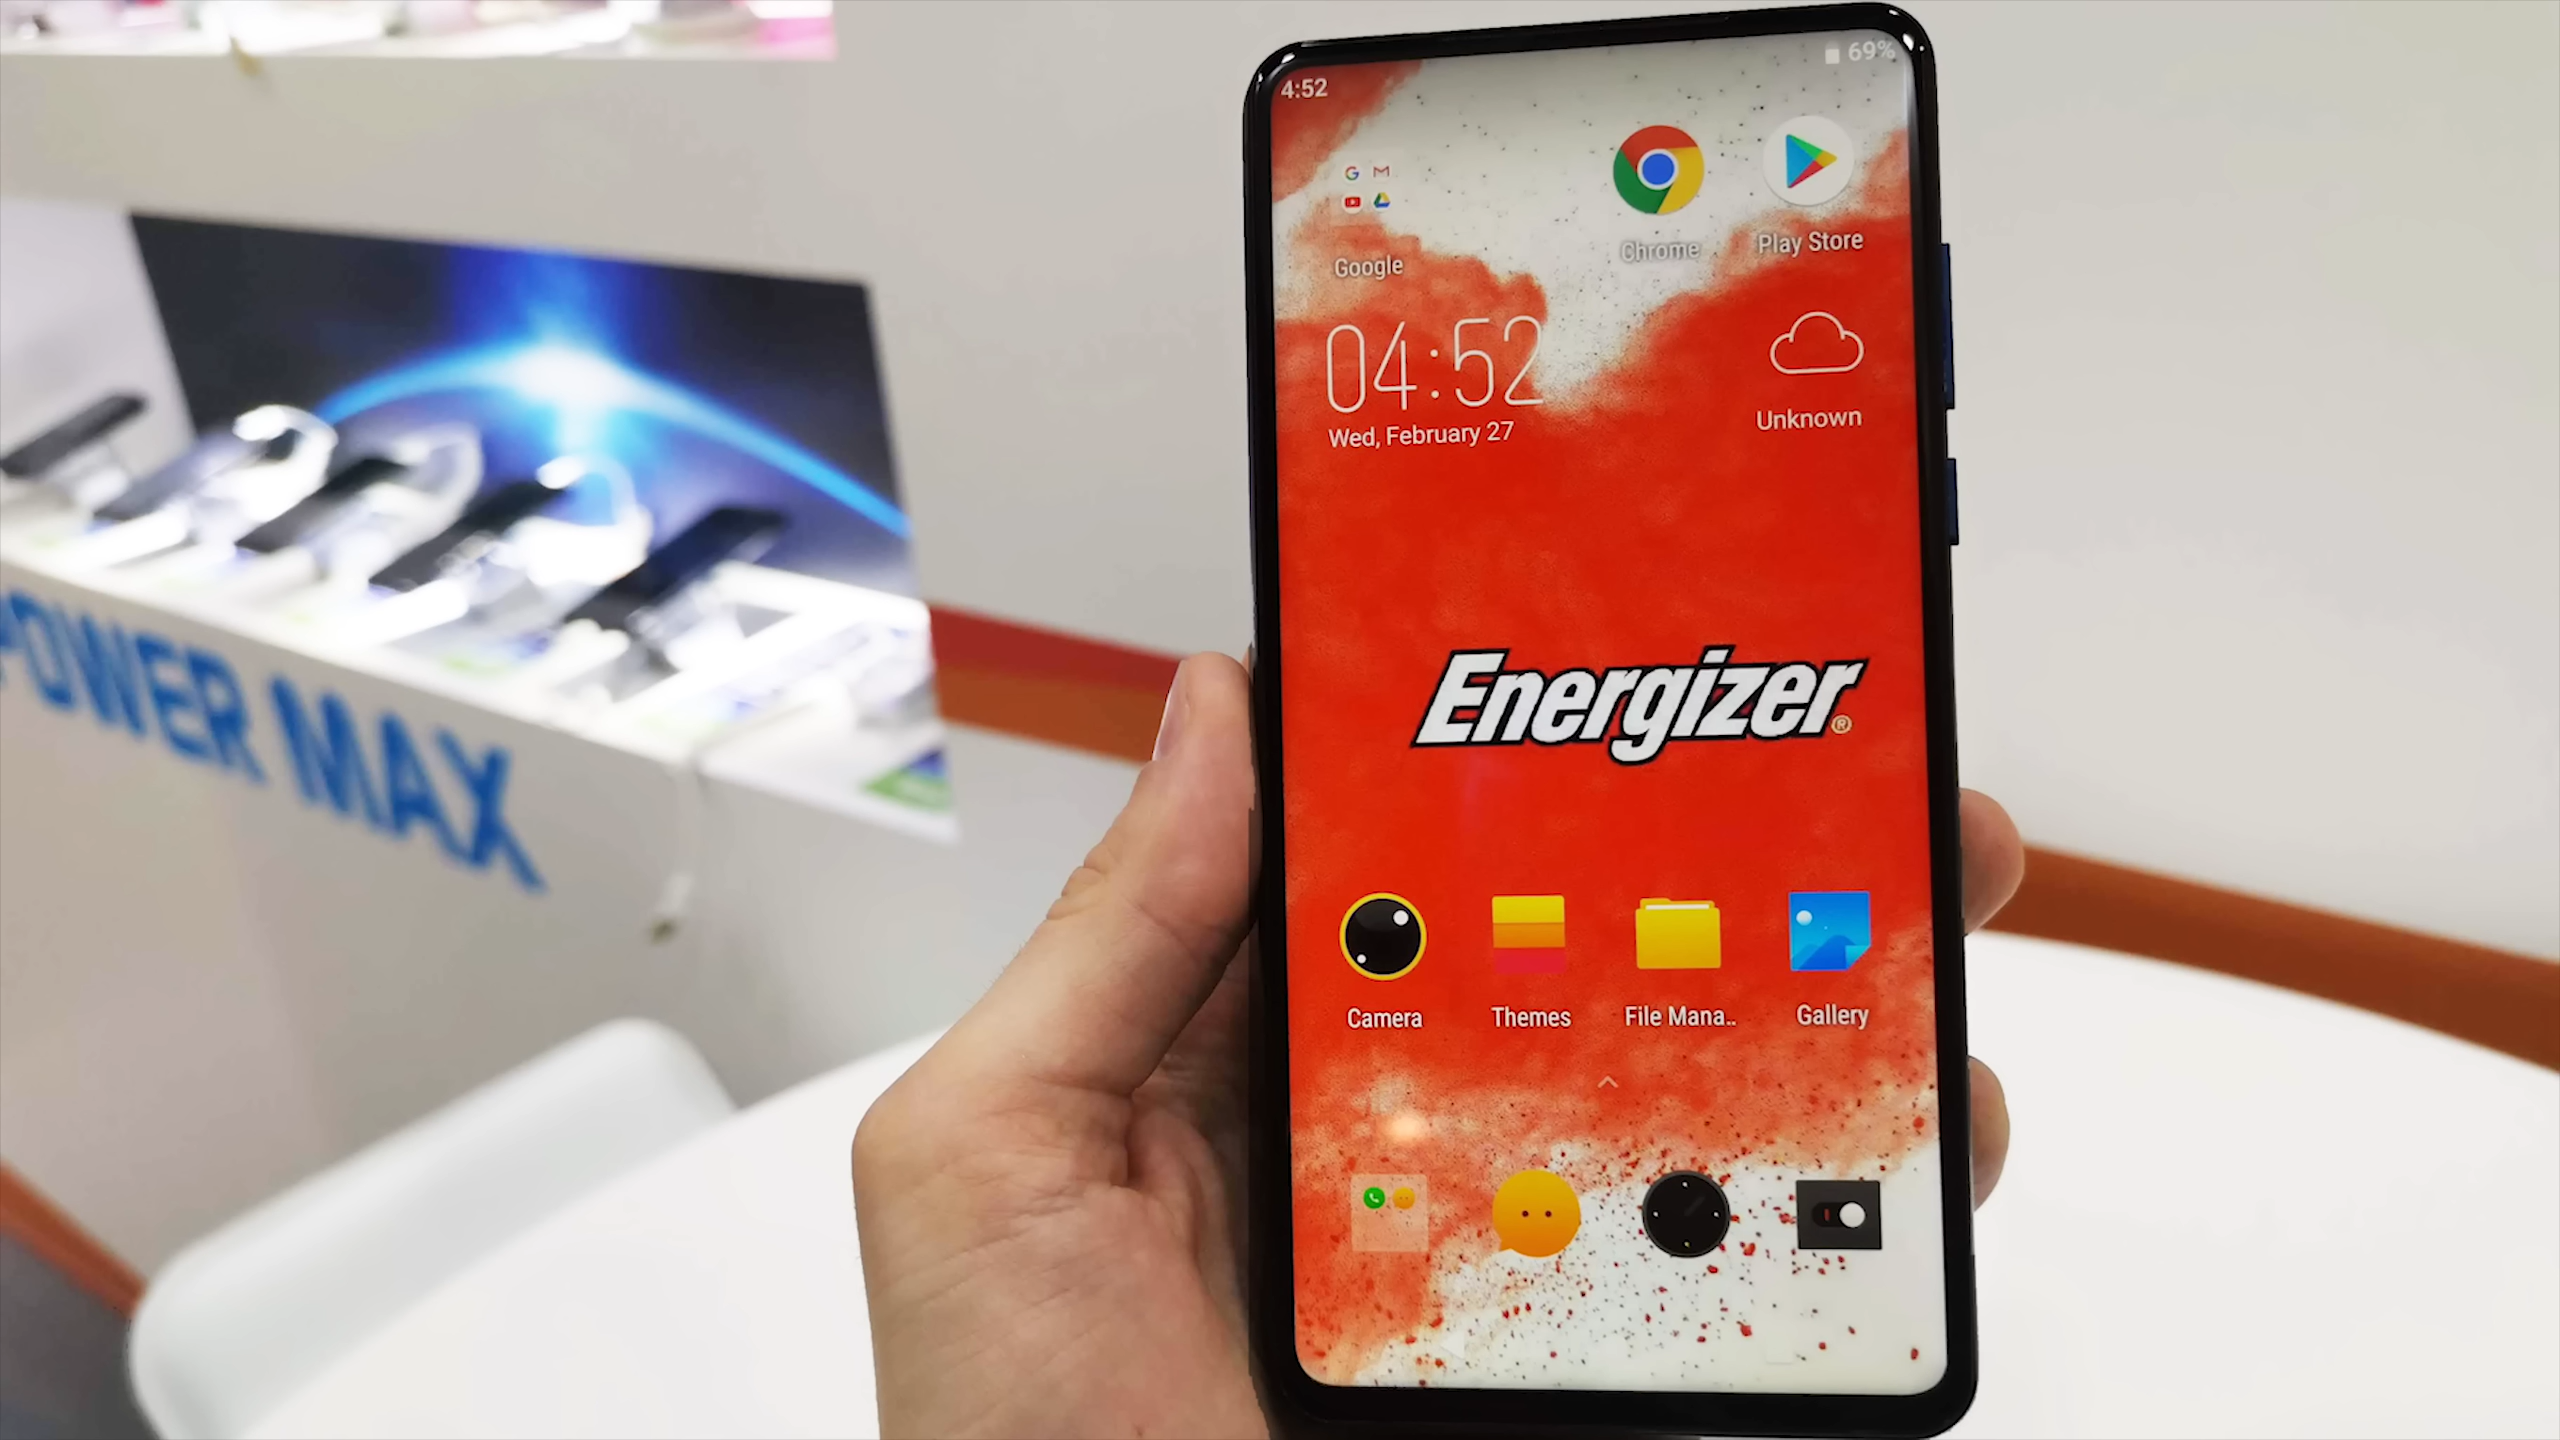 4:52
69%
Google
Chrome
Play Store
04:52
Wed, February 27
Unknown
Energizer®
Camera
Themes
File Mana..
Gallery
POWER MAX